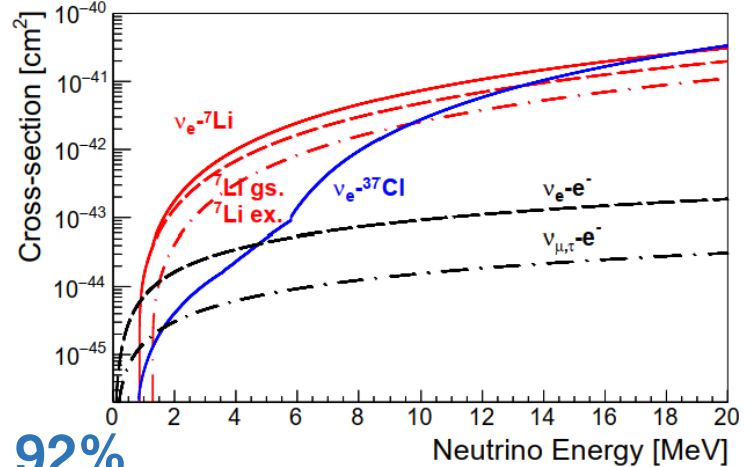 10⁻⁴⁰
10⁻⁴¹
10⁻⁴²
10⁻⁴³
10⁻⁴⁴
10⁻⁴⁵
Cross-section [cm²]
νₑ-⁷Li
⁷Li gs.
⁷Li ex.
νₑ-³⁷Cl
νₑ-e⁻
ν_μ,τ-e⁻
0 2 4 6 8 10 12 14 16 18 20
Neutrino Energy [MeV]
92%